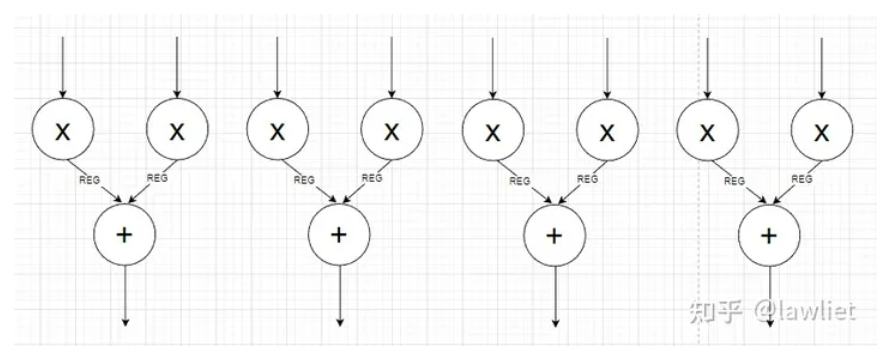 X X X X X X X X
REG REG REG REG REG REG REG REG
+ + + +
知乎 @lawliet